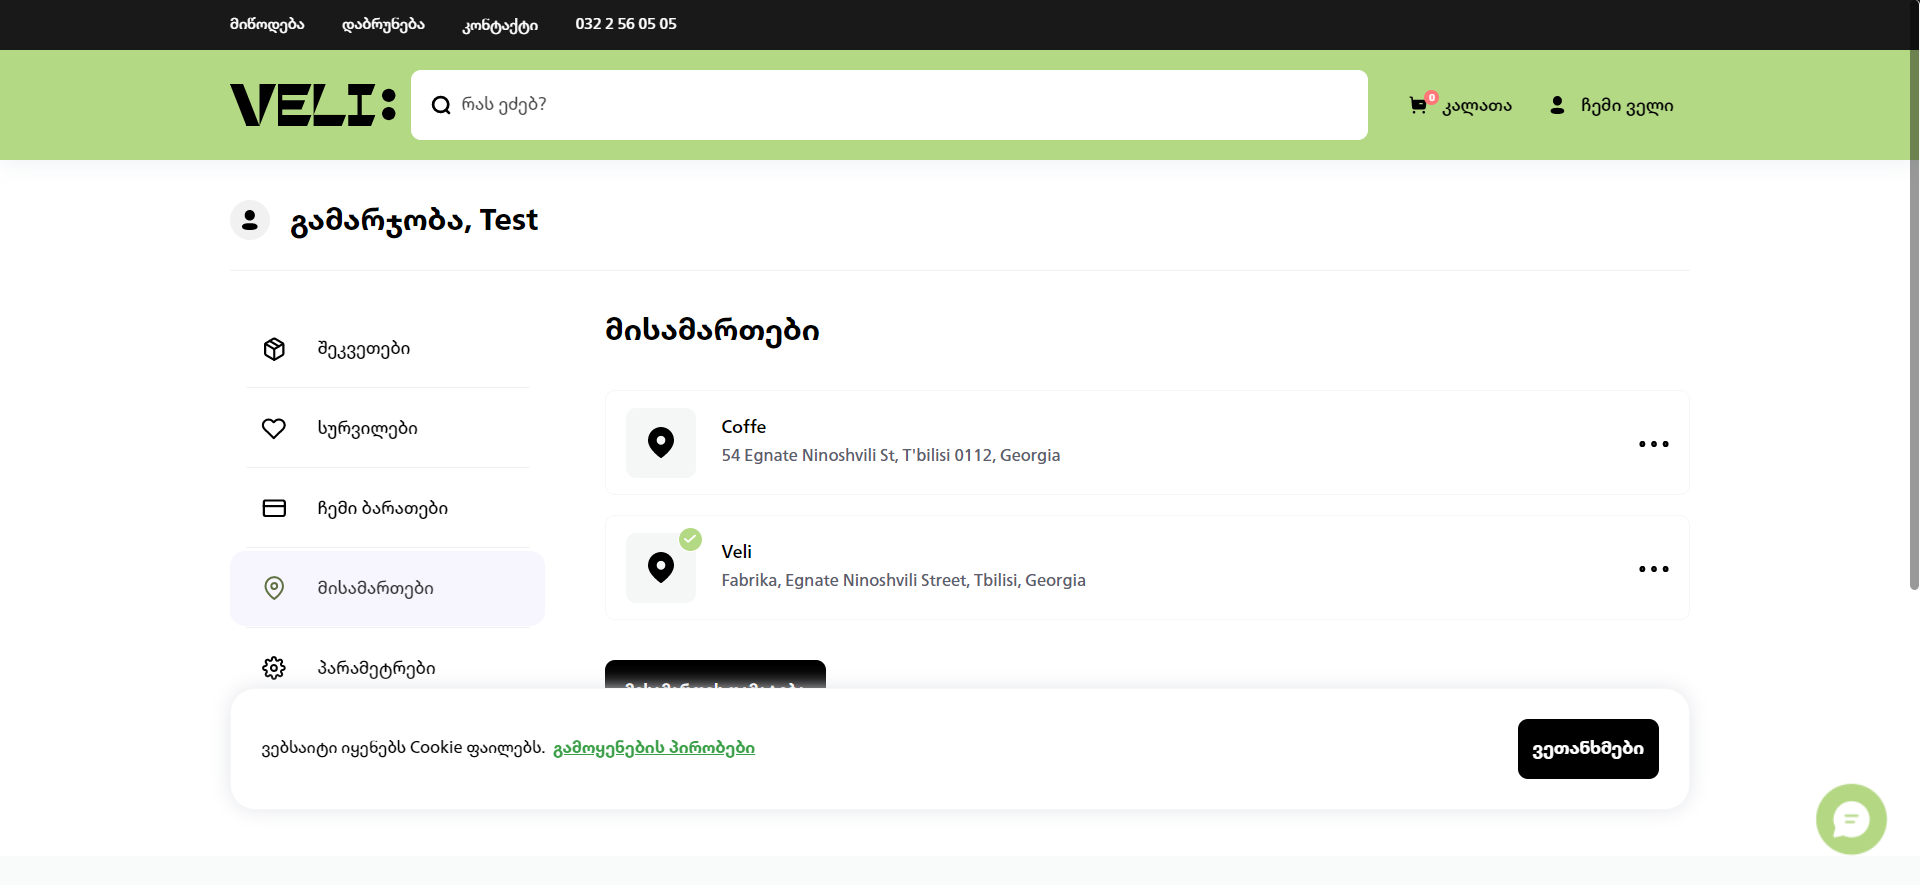 მიწოდება დაბრუნება კონტაქტი 032 2 56 05 05
VELI:
რას ეძებ?
0
კალათა
ჩემი ველი
გამარჯობა, Test
შეკვეთები
სურვილები
ჩემი ბარათები
მისამართები
პარამეტრები
მისამართები
Coffe
54 Egnate Ninoshvili St, T'bilisi 0112, Georgia
Veli
Fabrika, Egnate Ninoshvili Street, Tbilisi, Georgia
ვებსაიტი იყენებს Cookie ფაილებს. გამოყენების პირობები
ვეთანხმები